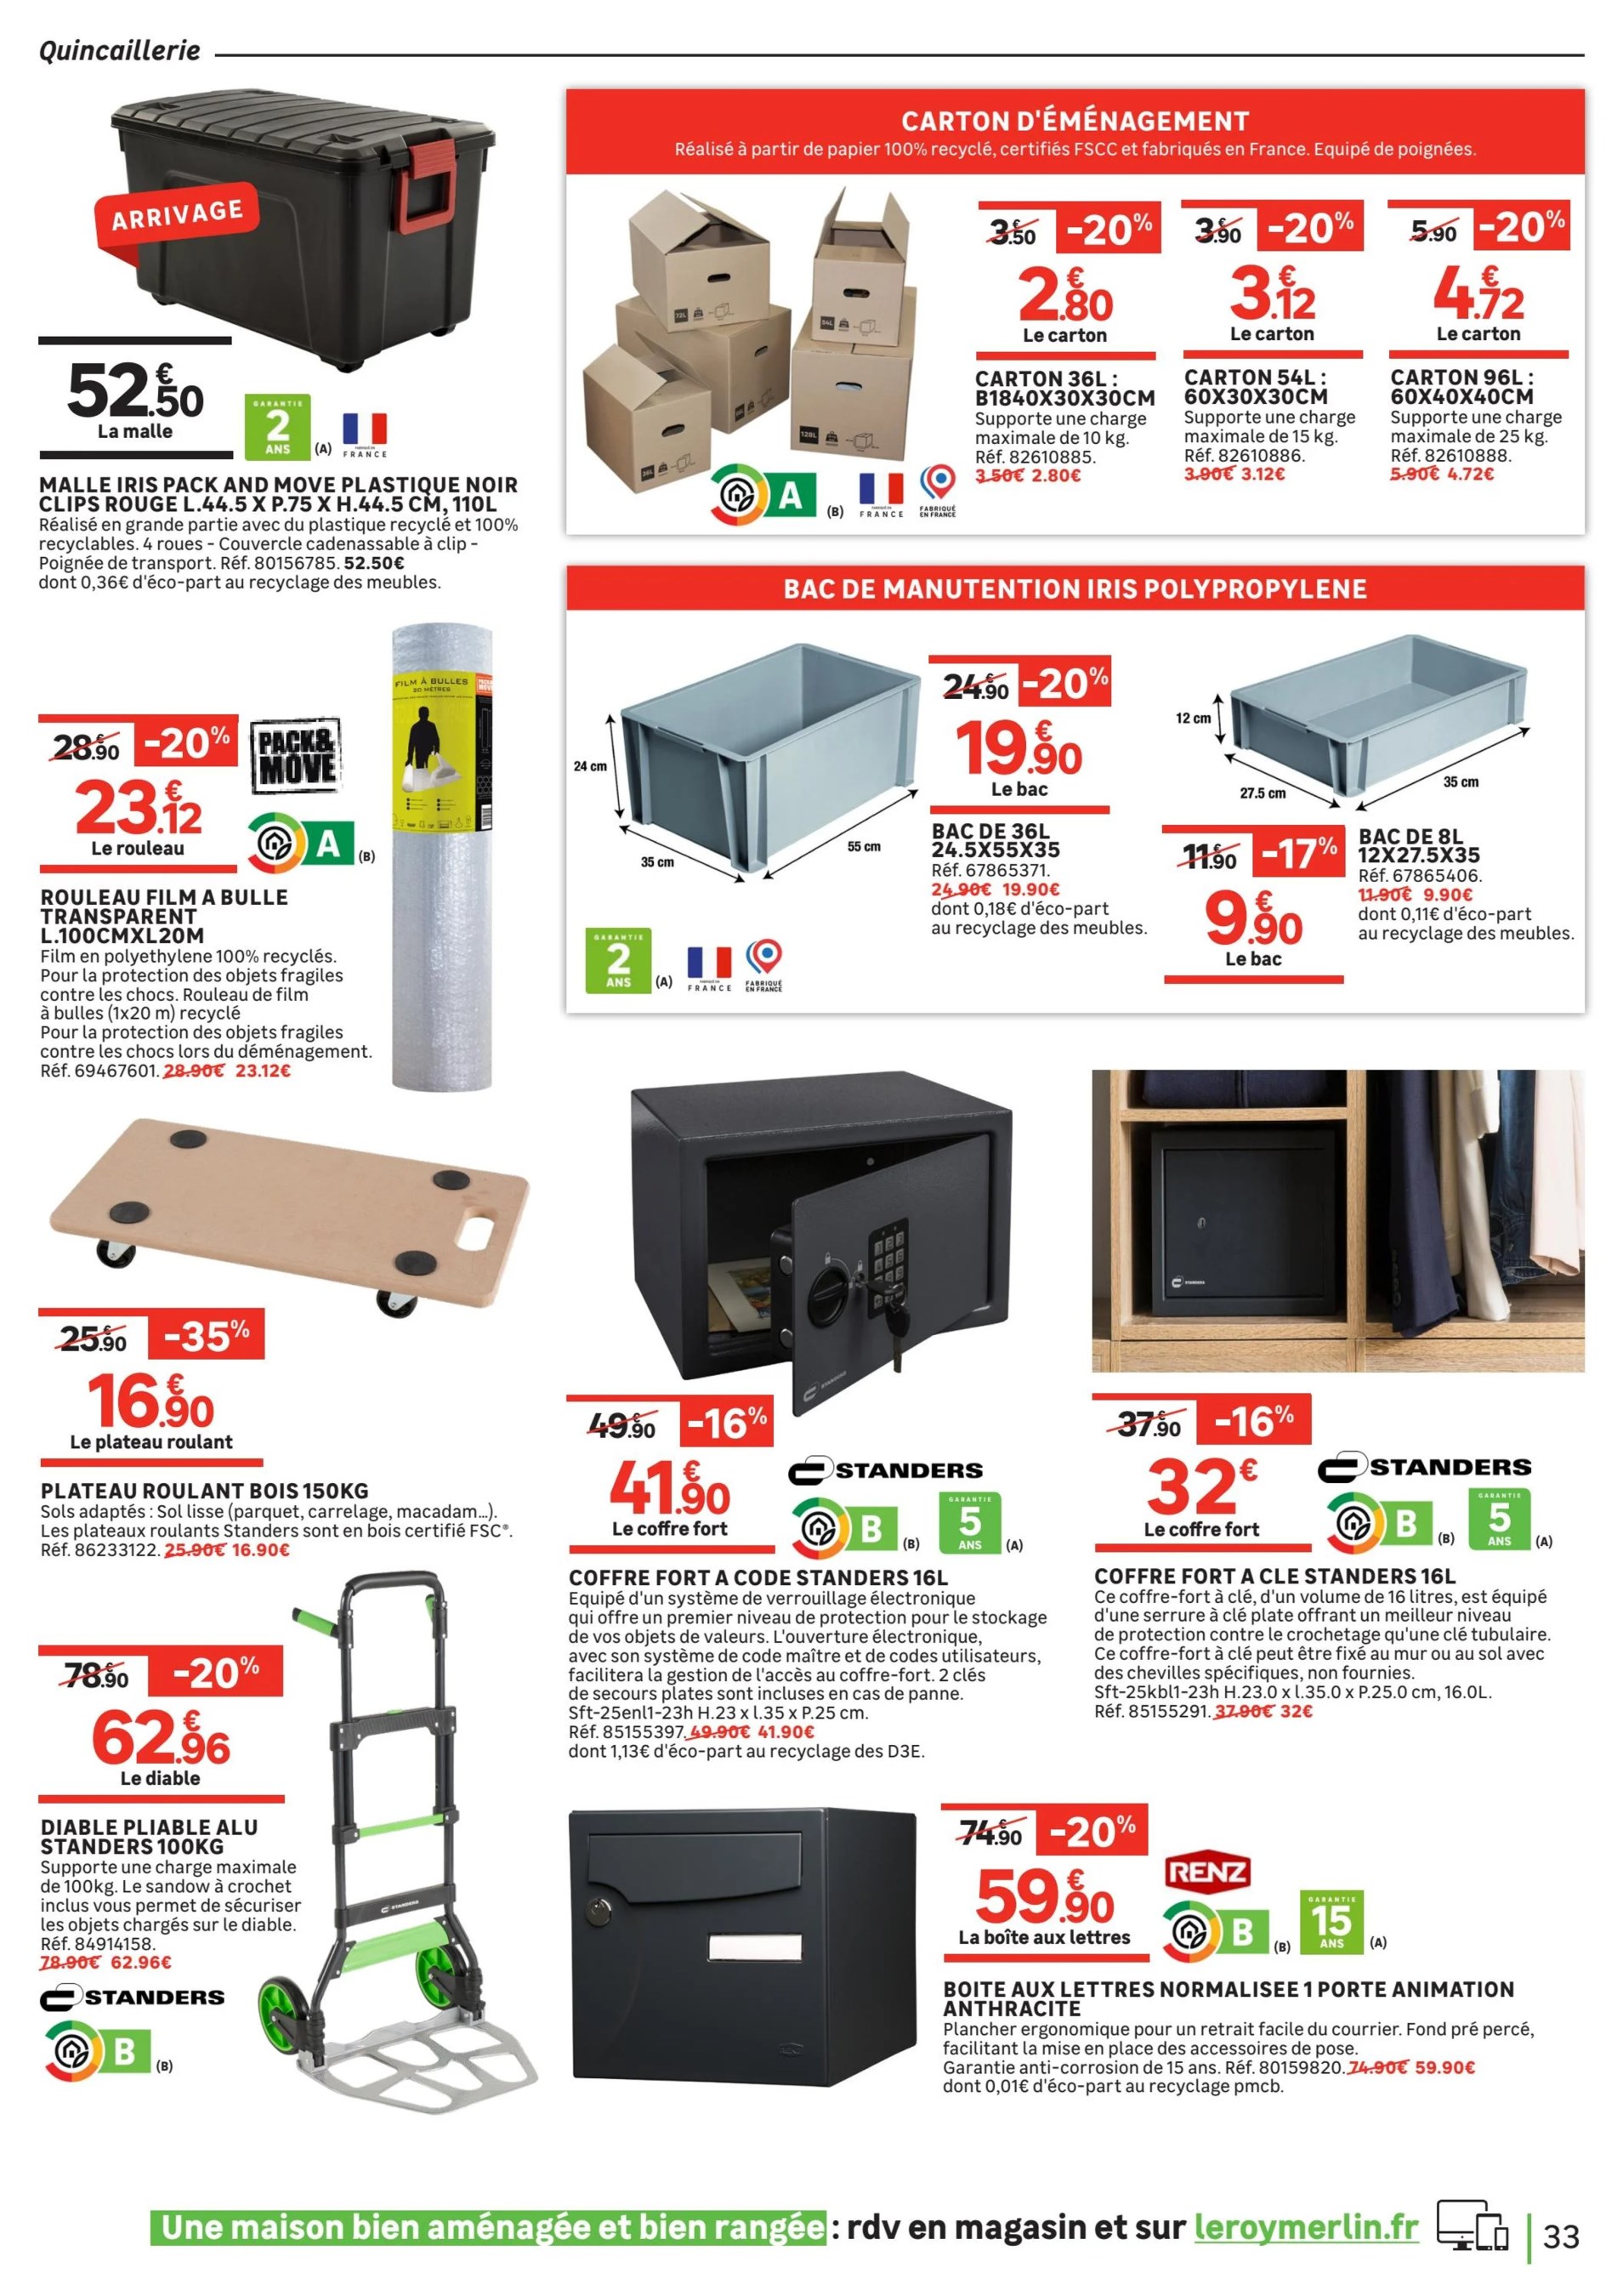 Quincaillerie
ARRIVAGE
52€.50
La malle
GARANTIE
2
ANS
(A)
FABRIQUÉ EN
FRANCE
MALLE IRIS PACK AND MOVE PLASTIQUE NOIR
CLIPS ROUGE L.44.5 X P.75 X H.44.5 CM, 110L
Réalisé en grande partie avec du plastique recyclé et 100%
recyclables. 4 roues - Couvercle cadenassable à clip -
Poignée de transport. Réf. 80156785. 52.50€
dont 0,36€ d'éco-part au recyclage des meubles.
CARTON D'ÉMÉNAGEMENT
Réalisé à partir de papier 100% recyclé, certifiés FSCC et fabriqués en France. Equipé de poignées.
A
(B)
FRANCE
FABRIQUÉ
EN FRANCE
3€.50 -20%
2€.80
Le carton
CARTON 36L :
B1840X30X30CM
Supporte une charge
maximale de 10 kg.
Réf. 82610885.
3.50€ 2.80€
3€.90 -20%
3€.12
Le carton
CARTON 54L :
60X30X30CM
Supporte une charge
maximale de 15 kg.
Réf. 82610886.
3.90€ 3.12€
5€.90 -20%
4€.72
Le carton
CARTON 96L :
60X40X40CM
Supporte une charge
maximale de 25 kg.
Réf. 82610888.
5.90€ 4.72€
BAC DE MANUTENTION IRIS POLYPROPYLENE
24 cm
35 cm
55 cm
24€.90 -20%
19€.90
Le bac
BAC DE 36L
24.5X55X35
Réf. 67865371.
24.90€ 19.90€
dont 0,18€ d'éco-part
au recyclage des meubles.
GARANTIE
2
ANS
(A)
FRANCE
FABRIQUÉ
EN FRANCE
12 cm
27.5 cm
35 cm
11€.90 -17%
9€.90
Le bac
BAC DE 8L
12X27.5X35
Réf. 67865406.
11.90€ 9.90€
dont 0,11€ d'éco-part
au recyclage des meubles.
FILM À BULLES
20 MÈTRES
28€.90 -20%
23€.12
Le rouleau
PACK&
MOVE
A
(B)
ROULEAU FILM A BULLE
TRANSPARENT
L.100CMXL20M
Film en polyethylene 100% recyclés.
Pour la protection des objets fragiles
contre les chocs. Rouleau de film
à bulles (1x20 m) recyclé
Pour la protection des objets fragiles
contre les chocs lors du déménagement.
Réf. 69467601. 28.90€ 23.12€
25€.90 -35%
16€.90
Le plateau roulant
PLATEAU ROULANT BOIS 150KG
Sols adaptés : Sol lisse (parquet, carrelage, macadam...).
Les plateaux roulants Standers sont en bois certifié FSC®.
Réf. 86233122. 25.90€ 16.90€
78€.90 -20%
62€.96
Le diable
DIABLE PLIABLE ALU
STANDERS 100KG
Supporte une charge maximale
de 100kg. Le sandow à crochet
inclus vous permet de sécuriser
les objets chargés sur le diable.
Réf. 84914158.
78.90€ 62.96€
STANDERS
B
(B)
STANDERS
49€.90 -16%
41€.90
Le coffre fort
STANDERS
B
(B)
GARANTIE
5
ANS
(A)
COFFRE FORT A CODE STANDERS 16L
Equipé d'un système de verrouillage électronique
qui offre un premier niveau de protection pour le stockage
de vos objets de valeurs. L'ouverture électronique,
avec son système de code maître et de codes utilisateurs,
facilitera la gestion de l'accès au coffre-fort. 2 clés
de secours plates sont incluses en cas de panne.
Sft-25enl1-23h H.23 x l.35 x P.25 cm.
Réf. 85155397. 49.90€ 41.90€
dont 1,13€ d'éco-part au recyclage des D3E.
STANDERS
37€.90 -16%
32€
Le coffre fort
STANDERS
B
(B)
GARANTIE
5
ANS
(A)
COFFRE FORT A CLE STANDERS 16L
Ce coffre-fort à clé, d'un volume de 16 litres, est équipé
d'une serrure à clé plate offrant un meilleur niveau
de protection contre le crochetage qu'une clé tubulaire.
Ce coffre-fort à clé peut être fixé au mur ou au sol avec
des chevilles spécifiques, non fournies.
Sft-25kbl1-23h H.23.0 x l.35.0 x P.25.0 cm, 16.0L.
Réf. 85155291. 37.90€ 32€
74€.90 -20%
59€.90
La boîte aux lettres
RENZ
B
(B)
GARANTIE
15
ANS
(A)
BOITE AUX LETTRES NORMALISEE 1 PORTE ANIMATION
ANTHRACITE
Plancher ergonomique pour un retrait facile du courrier. Fond pré percé,
facilitant la mise en place des accessoires de pose.
Garantie anti-corrosion de 15 ans. Réf. 80159820. 74.90€ 59.90€
dont 0,01€ d'éco-part au recyclage pmcb.
Une maison bien aménagée et bien rangée : rdv en magasin et sur leroymerlin.fr
33